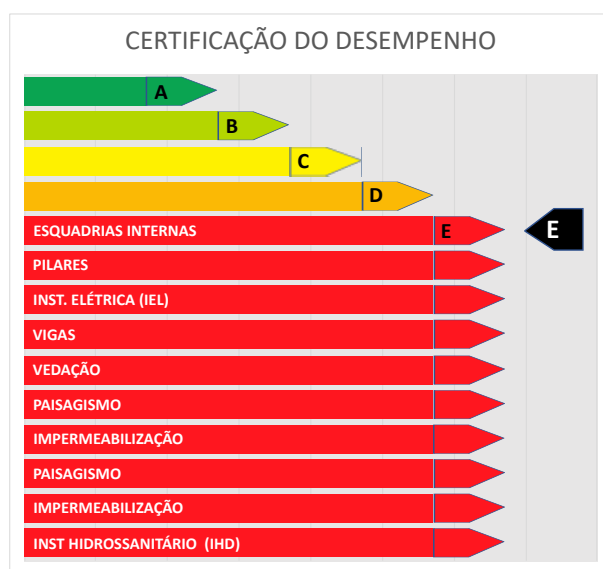 CERTIFICAÇÃO DO DESEMPENHO
A
B
C
D
ESQUADRIAS INTERNAS E E
PILARES
INST. ELÉTRICA (IEL)
VIGAS
VEDAÇÃO
PAISAGISMO
IMPERMEABILIZAÇÃO
PAISAGISMO
IMPERMEABILIZAÇÃO
INST HIDROSSANITÁRIO (IHD)